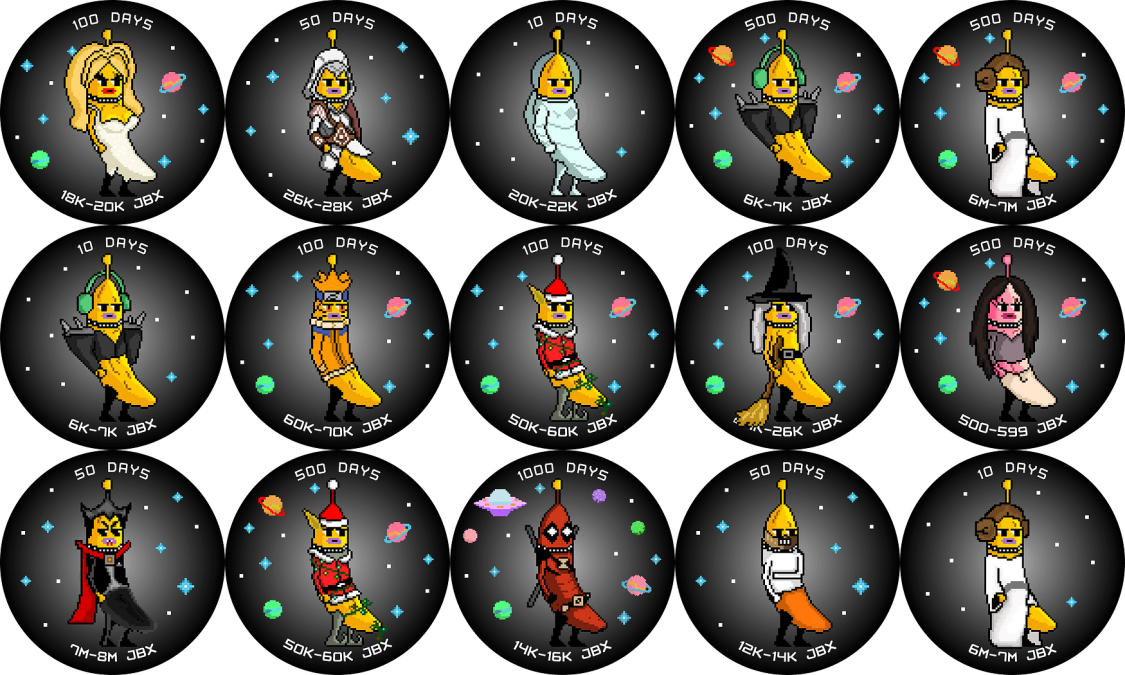 100 DAYS
18K-20K JBX
50 DAYS
26K-28K JBX
10 DAYS
20K-22K JBX
500 DAYS
6K-7K JBX
500 DAYS
6M-7M JBX
10 DAYS
6K-7K JBX
100 DAYS
60K-70K JBX
100 DAYS
50K-60K JBX
100 DAYS
-26K JBX
500 DAYS
500-599 JBX
50 DAYS
7M-8M JBX
500 DAYS
50K-60K JBX
1000 DAYS
14K-16K JBX
50 DAYS
12K-14K JBX
10 DAYS
6M-7M JBX